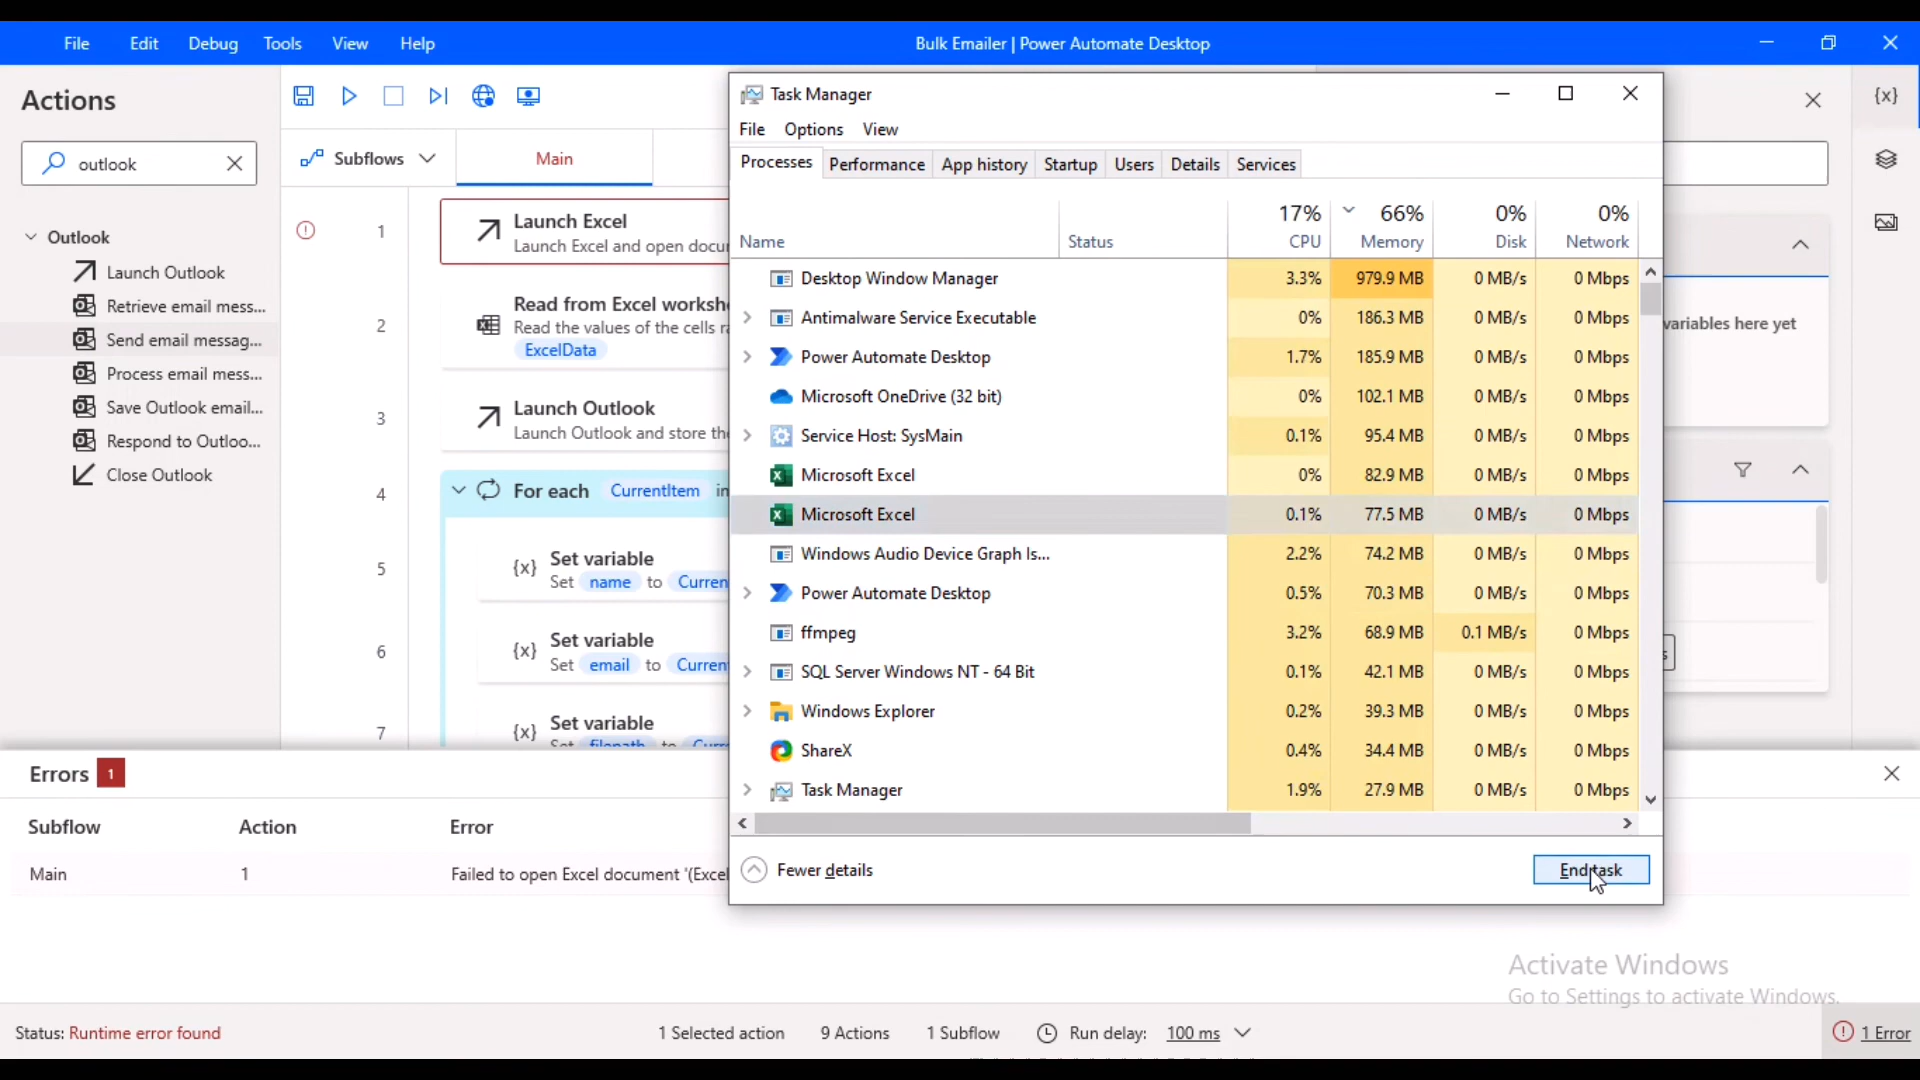 File Edit Debug Tools View Help
Bulk Emailer | Power Automate Desktop
Actions
outlook
Outlook
Launch Outlook
Retrieve email mess...
Send email messag...
Process email mess...
Save Outlook email...
Respond to Outloo...
Close Outlook
Subflows
Main
{x}
1
Launch Excel
Launch Excel and open docu
2
Read from Excel workshe
Read the values of the cells ra
ExcelData
3
Launch Outlook
Launch Outlook and store the
4
For each CurrentItem in
5
{x} Set variable
Set name to Curren
6
{x} Set variable
Set email to Curren
7
{x} Set variable
Set filepath to Curr
Task Manager
File Options View
Processes Performance App history Startup Users Details Services
17% 66% 0% 0%
Name Status CPU Memory Disk Network
Desktop Window Manager 3.3% 979.9 MB 0 MB/s 0 Mbps
Antimalware Service Executable 0% 186.3 MB 0 MB/s 0 Mbps
Power Automate Desktop 1.7% 185.9 MB 0 MB/s 0 Mbps
Microsoft OneDrive (32 bit) 0% 102.1 MB 0 MB/s 0 Mbps
Service Host: SysMain 0.1% 95.4 MB 0 MB/s 0 Mbps
Microsoft Excel 0% 82.9 MB 0 MB/s 0 Mbps
Microsoft Excel 0.1% 77.5 MB 0 MB/s 0 Mbps
Windows Audio Device Graph Is... 2.2% 74.2 MB 0 MB/s 0 Mbps
Power Automate Desktop 0.5% 70.3 MB 0 MB/s 0 Mbps
ffmpeg 3.2% 68.9 MB 0.1 MB/s 0 Mbps
SQL Server Windows NT - 64 Bit 0.1% 42.1 MB 0 MB/s 0 Mbps
Windows Explorer 0.2% 39.3 MB 0 MB/s 0 Mbps
ShareX 0.4% 34.4 MB 0 MB/s 0 Mbps
Task Manager 1.9% 27.9 MB 0 MB/s 0 Mbps
Fewer details
End task
variables here yet
Errors 1
Subflow Action Error
Main 1 Failed to open Excel document '(Excel
Activate Windows
Go to Settings to activate Windows.
Status: Runtime error found
1 Selected action 9 Actions 1 Subflow Run delay: 100 ms
1 Error